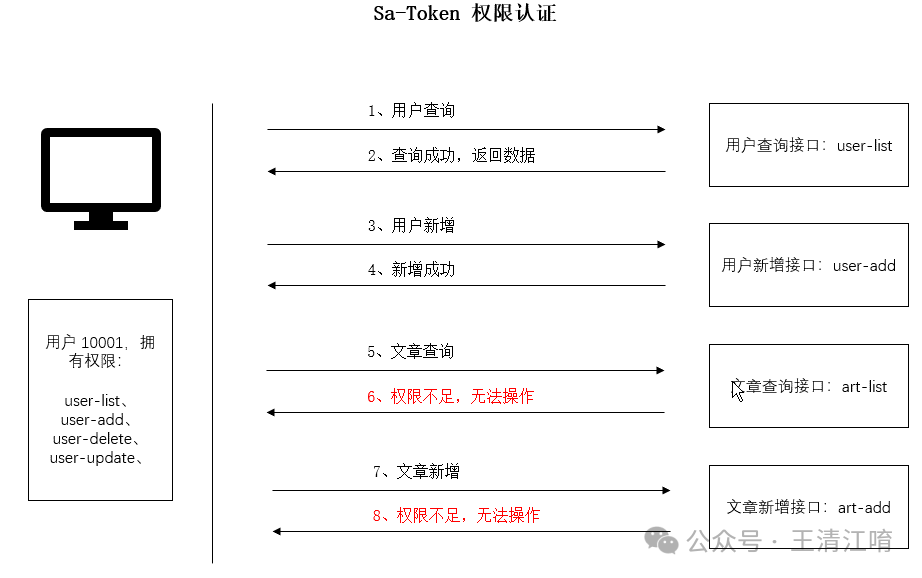 Sa-Token 权限认证
1、用户查询
用户查询接口：user-list
2、查询成功，返回数据
3、用户新增
用户新增接口：user-add
4、新增成功
用户 10001，拥
有权限：
user-list、
user-add、
user-delete、
user-update、
5、文章查询
文章查询接口：art-list
6、权限不足，无法操作
7、文章新增
文章新增接口：art-add
8、权限不足，无法操作
公众号 · 王清江唷